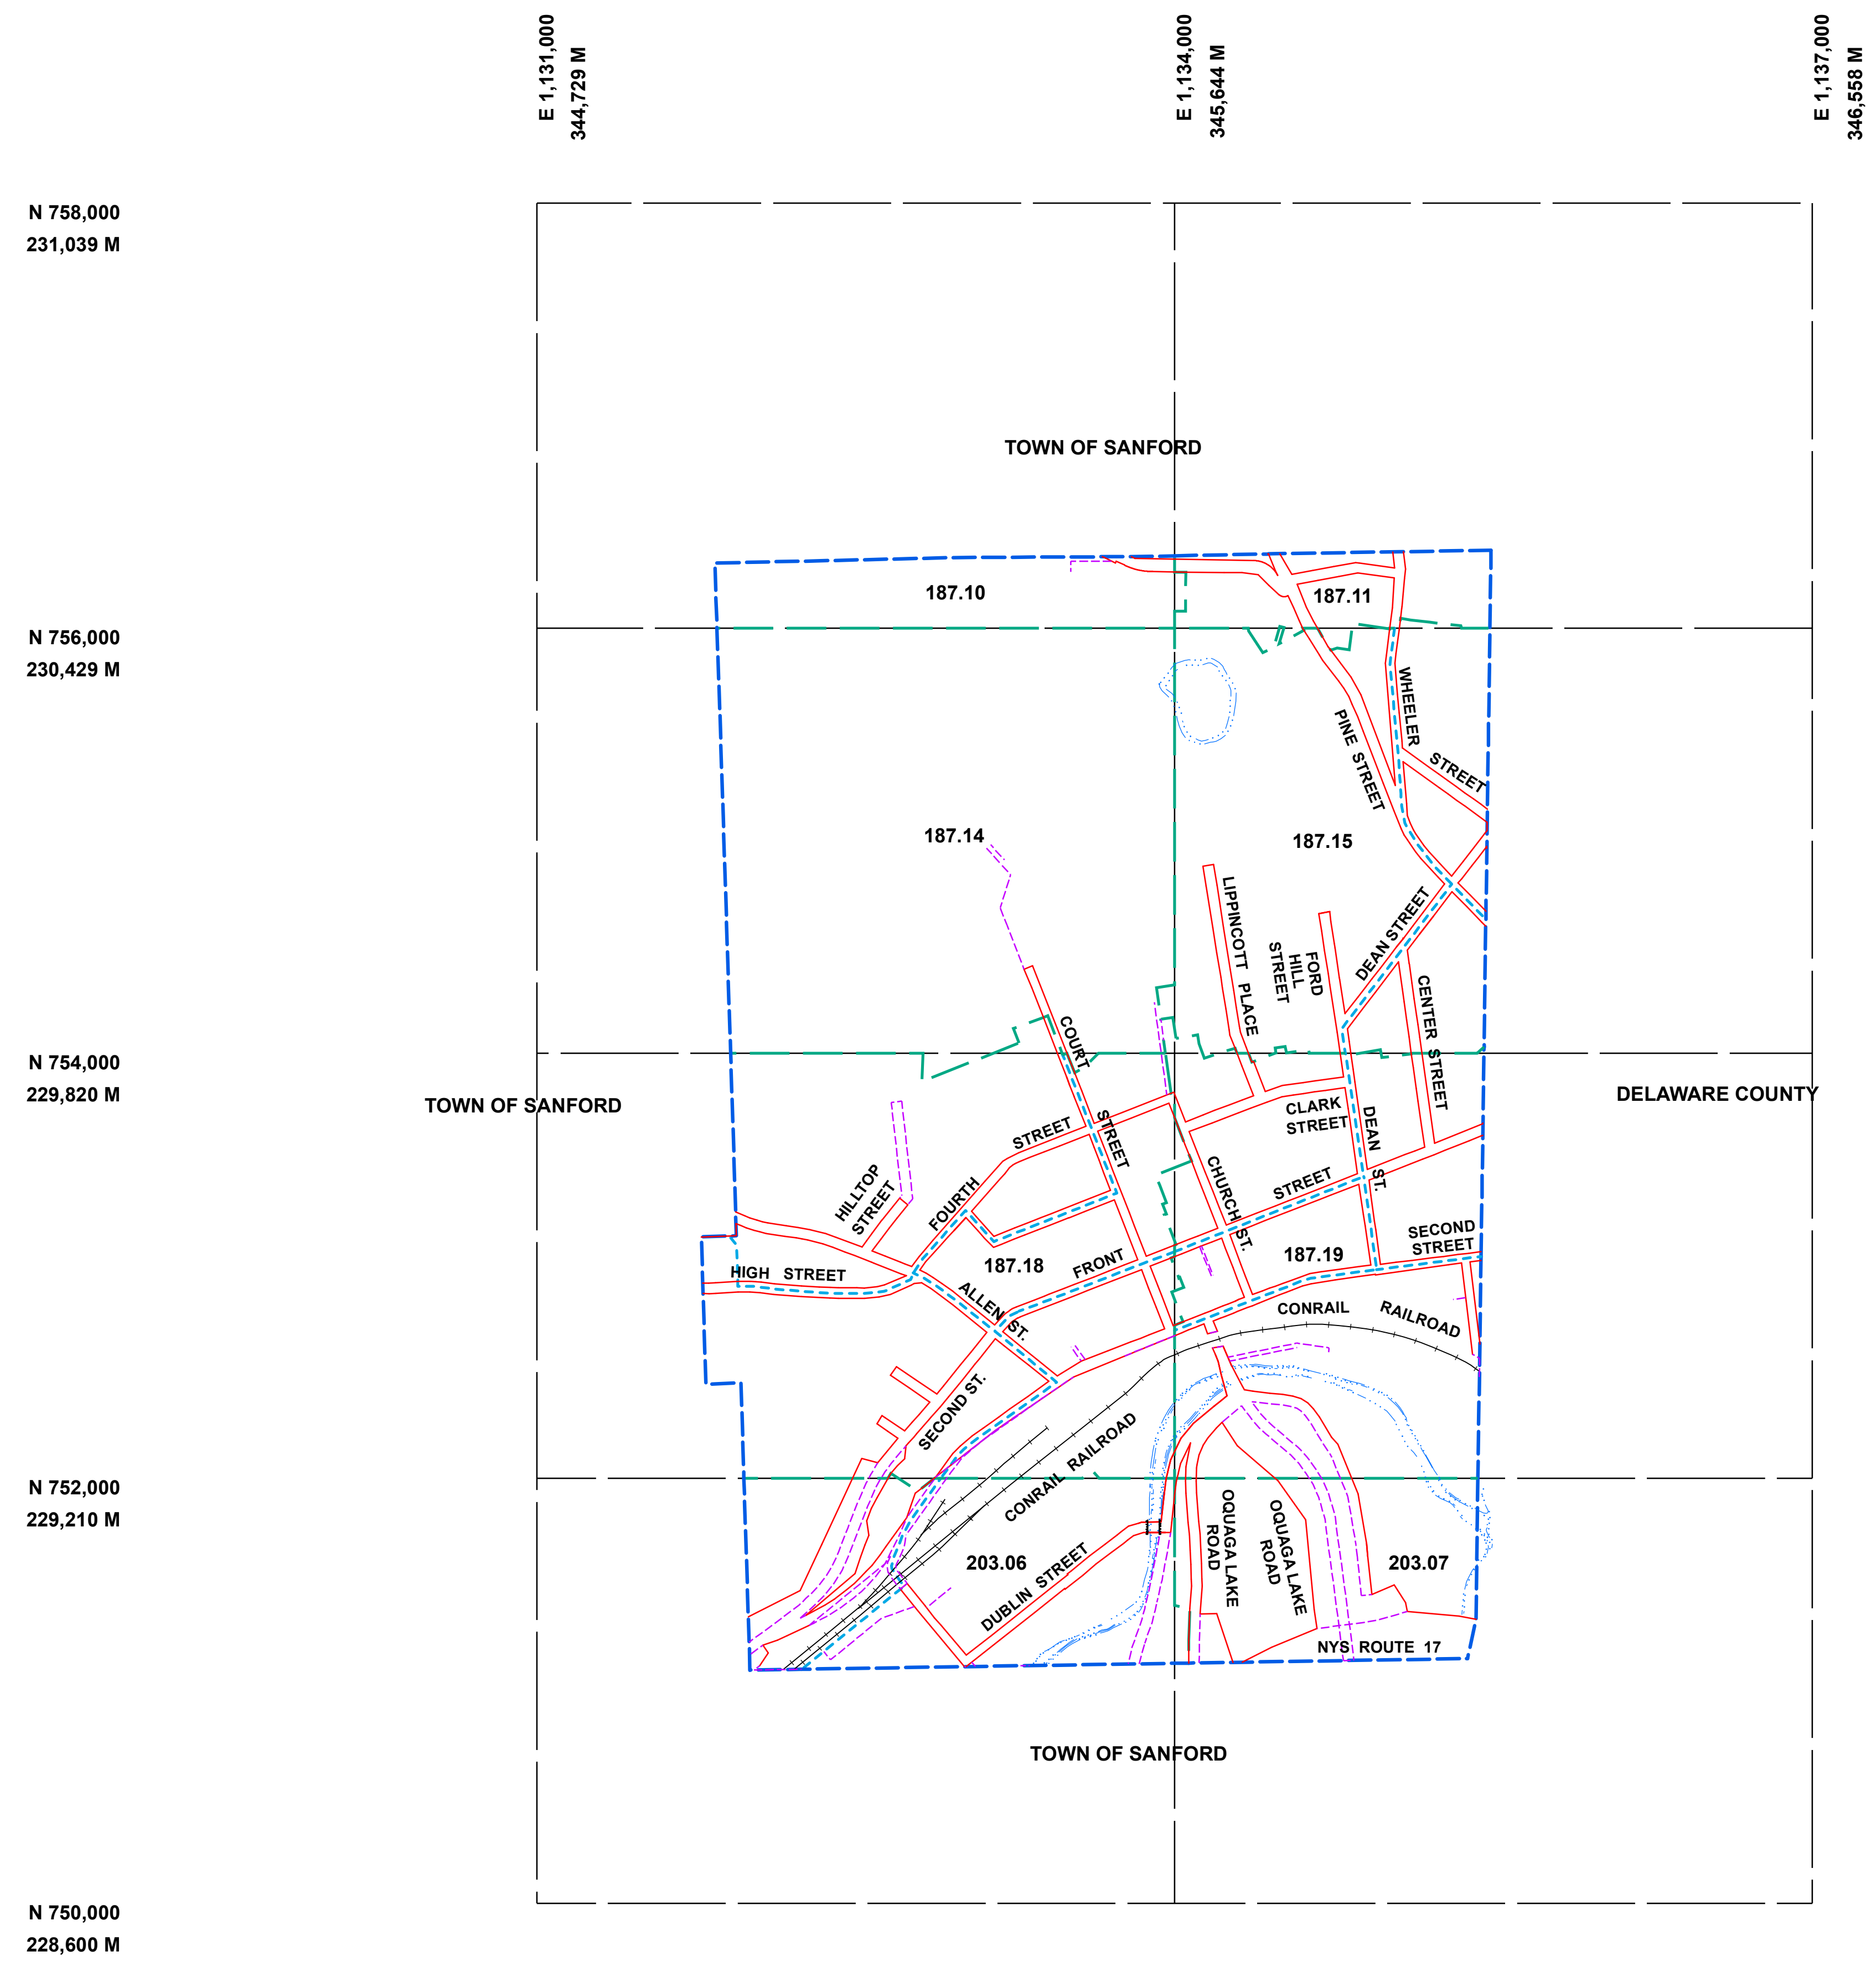 E 1,131,000
344,729 M
E 1,134,000
345,644 M
E 1,137,000
346,558 M
N 758,000
231,039 M
TOWN OF SANFORD
187.10
187.11
N 756,000
230,429 M
WHEELER
STREET
PINE STREET
187.14
187.15
LIPPINCOTT PLACE
FORD
HILL
STREET
DEAN STREET
CENTER STREET
COURT
STREET
N 754,000
229,820 M
TOWN OF SANFORD
DELAWARE COUNTY
CLARK
STREET
DEAN
ST.
FOURTH
STREET
HILLTOP
STREET
CHURCH ST.
FRONT
STREET
SECOND
STREET
187.18
187.19
HIGH STREET
ALLEN ST.
CONRAIL RAILROAD
SECOND ST.
CONRAIL RAILROAD
N 752,000
229,210 M
OQUAGA LAKE
ROAD
OQUAGA LAKE
ROAD
203.06
203.07
DUBLIN STREET
NYS ROUTE 17
TOWN OF SANFORD
N 750,000
228,600 M